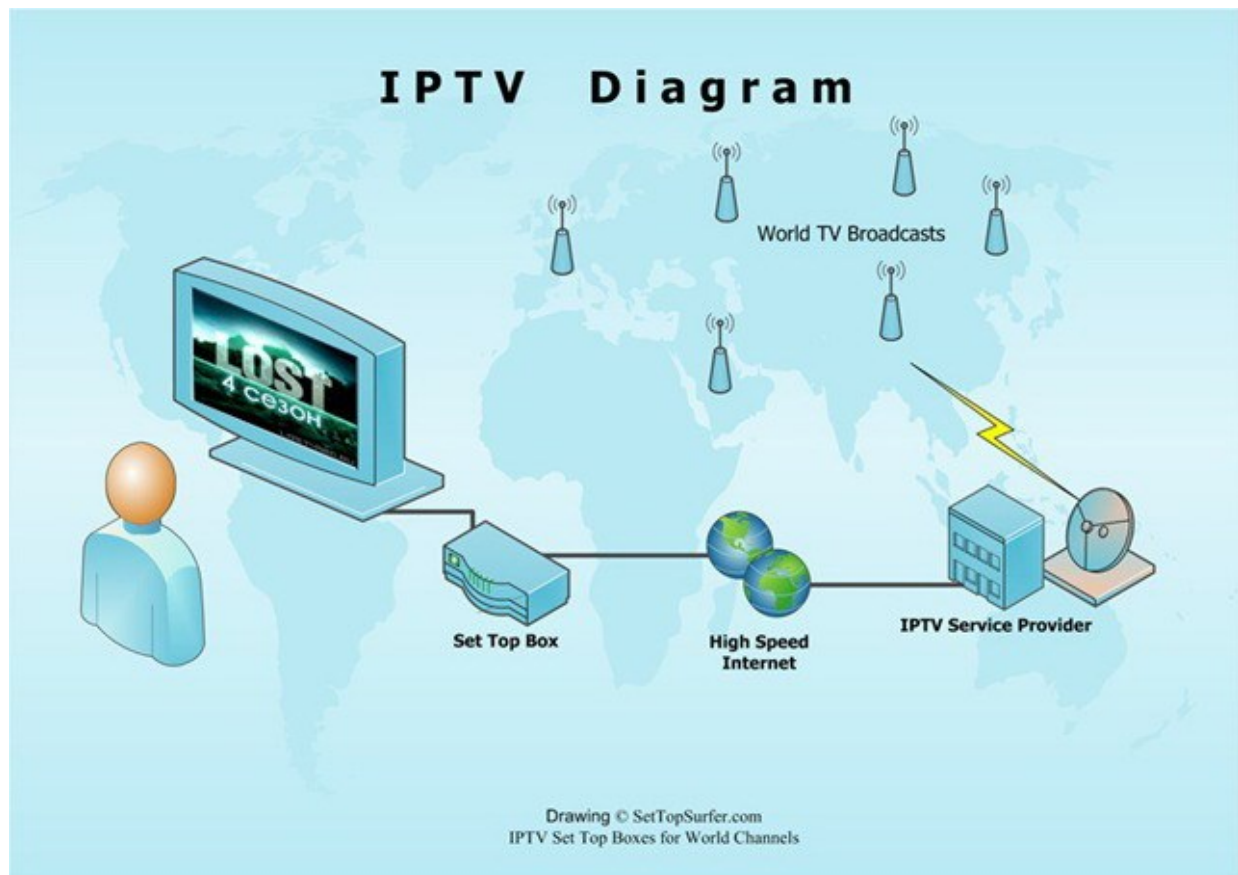 IPTV Diagram
World TV Broadcasts
LOST
4 сезон
Set Top Box
High Speed
Internet
IPTV Service Provider
Drawing © SetTopSurfer.com
IPTV Set Top Boxes for World Channels